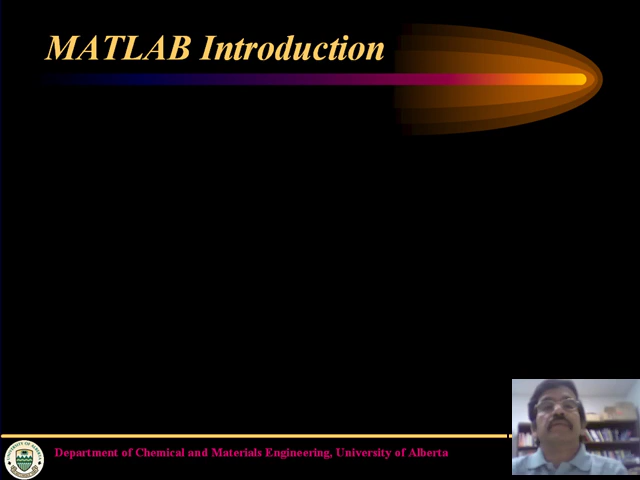 MATLAB Introduction
Department of Chemical and Materials Engineering, University of Alberta